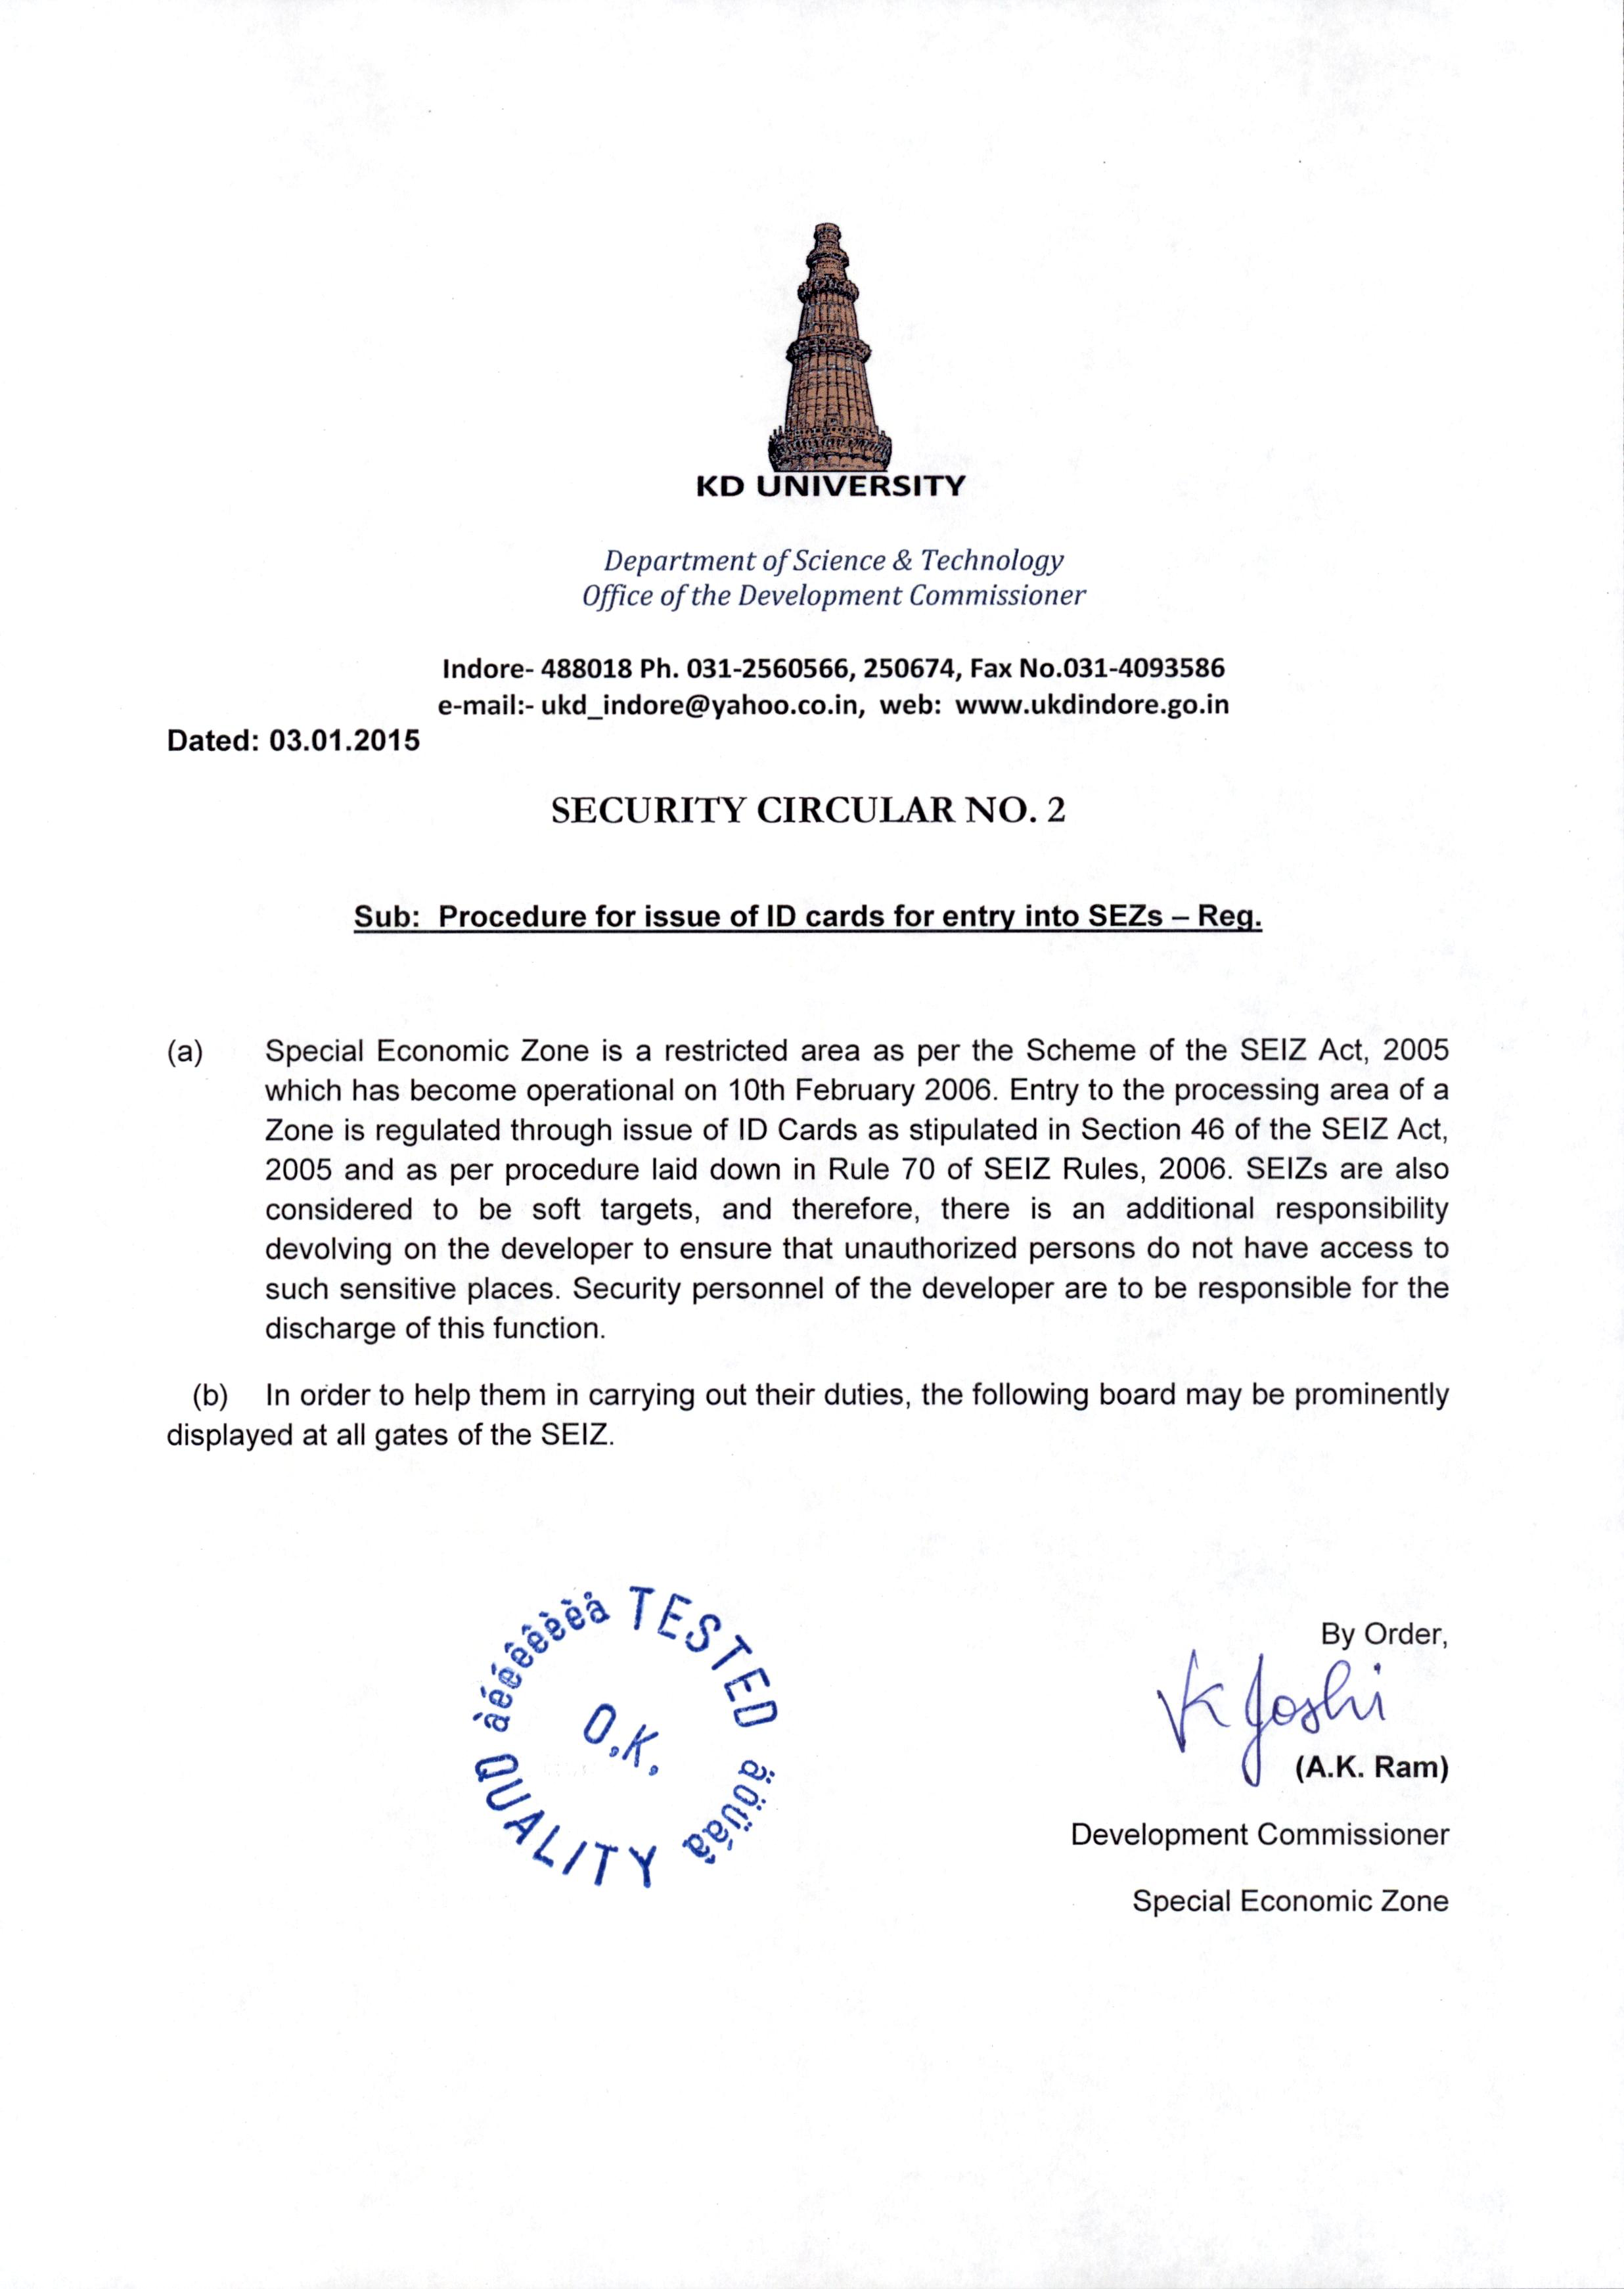 KD UNIVERSITY
Department of Science & Technology
Office of the Development Commissioner
Indore- 488018 Ph. 031-2560566, 250674, Fax No.031-4093586
e-mail:- ukd_indore@yahoo.co.in, web: www.ukdindore.go.in
Dated: 03.01.2015
SECURITY CIRCULAR NO. 2
Sub: Procedure for issue of ID cards for entry into SEZs – Reg.
(a) Special Economic Zone is a restricted area as per the Scheme of the SEIZ Act, 2005
which has become operational on 10th February 2006. Entry to the processing area of a
Zone is regulated through issue of ID Cards as stipulated in Section 46 of the SEIZ Act,
2005 and as per procedure laid down in Rule 70 of SEIZ Rules, 2006. SEIZs are also
considered to be soft targets, and therefore, there is an additional responsibility
devolving on the developer to ensure that unauthorized persons do not have access to
such sensitive places. Security personnel of the developer are to be responsible for the
discharge of this function.
(b) In order to help them in carrying out their duties, the following board may be prominently
displayed at all gates of the SEIZ.
TESTED
O.K.
QUALITY
By Order,
VK Joshi
(A.K. Ram)
Development Commissioner
Special Economic Zone